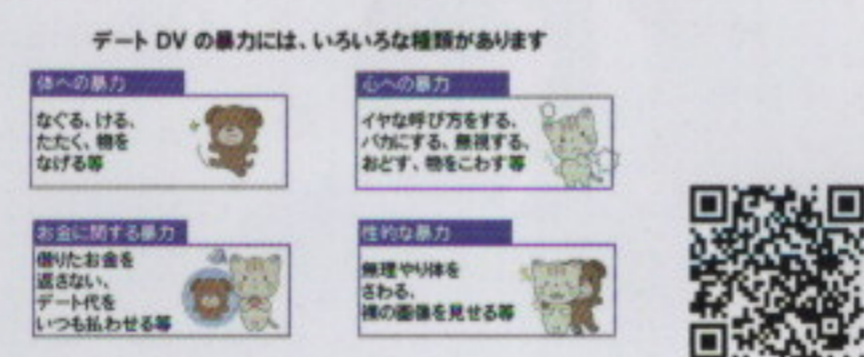 デート DV の暴力には、いろいろな種類があります
体への暴力
なぐる、ける、
たたく、物を
なげる等
心への暴力
イヤな呼び方をする、
バカにする、無視する、
おどす、物をこわす等
お金に関する暴力
借りたお金を
返さない、
デート代を
いつも払わせる等
性的な暴力
無理やり体を
さわる、
裸の画像を見せる等